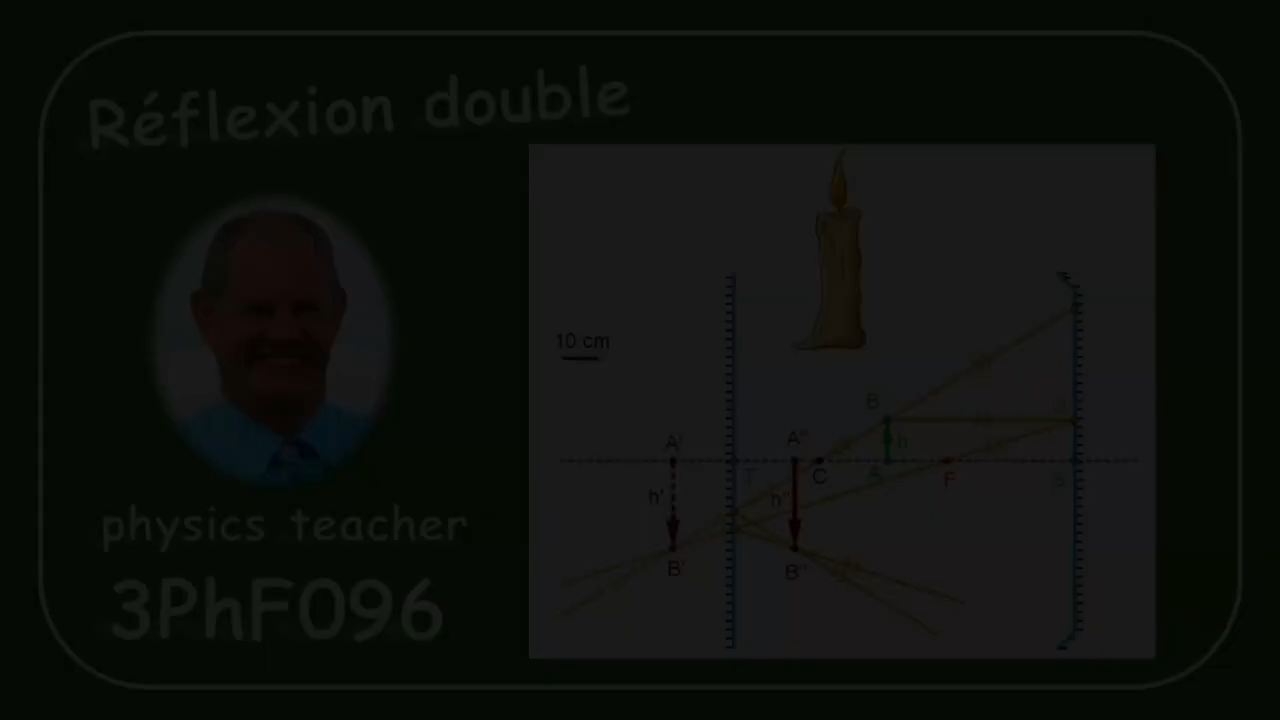 Réflexion double
10 cm
B
A' A" h
T C A F S
h' h"
B' B"
physics teacher
3PhF096